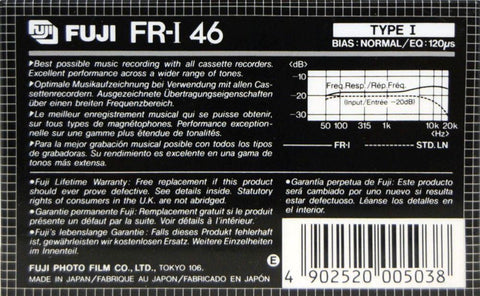 FUJI FUJI FR-I 46
TYPE I
BIAS: NORMAL/EQ: 120µs
▸Best possible music recording with all cassette recorders.
Excellent performance across a wider range of tones.
▸Optimale Musikaufzeichnung bei Verwendung mit allen Cas-
settenrecordern. Ausgezeichnete Übertragungseigenschaften
über einen breiten Frequenzbereich.
▸Le meilleur enregistrement musical qui se puisse obtenir,
sur tous types de magnétophones. Performance exception-
nelle sur une gamme plus étendue de tonalités.
▸Para la mejor grabación musical posible con todos los tipos
de grabadoras. Su rendimiento es excelente en una gama de
tonos más extensa.
<dB>
-10
-20
-30
Freq. Resp./Rép. Fréq.
(Input/Entrée -20dB)
50 100 315 1k 10k 20k
<Hz>
FR-I STD. LN
•Fuji Lifetime Warranty: Free replacement if this product
should ever prove defective. See details inside. Statutory
rights of consumers in the U.K. are not abridged.
•Garantie permanente Fuji: Remplacement gratuit si ce produit
présente un défaut par la suite. Voir détails à l'intérieur.
•Fuji's lebenslange Garantie: Falls dieses Produkt fehlerhaft
ist, gewährleisten wir kostenlosen Ersatz. Weitere Einzelheiten
im Innenteil.
•Garantía perpetua de Fuji: Este producto
será cambiado por uno nuevo si resulta
estar defectuoso. Léanse los detalles en
el interior.
FUJI PHOTO FILM CO., LTD., TOKYO 106.
MADE IN JAPAN/FABRIQUÉ AU JAPON/FABRICADO EN JAPÓN
E
4 902520 005038